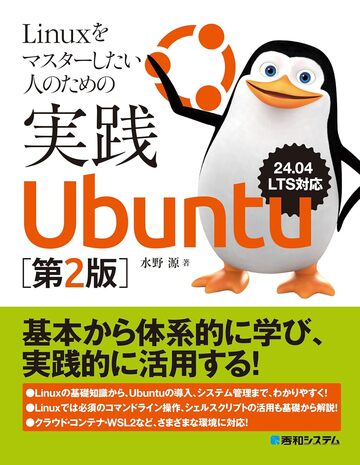 Linuxを
マスターしたい
人のための
実践
Ubuntu
24.04
LTS対応
[第2版]
水野 源 著
基本から体系的に学び、
実践的に活用する!
●Linuxの基礎知識から、Ubuntuの導入、システム管理まで、わかりやすく!
●Linuxでは必須のコマンドライン操作、シェルスクリプトの活用も基礎から解説!
●クラウド・コンテナ・WSL2など、さまざまな環境に対応!
秀和システム